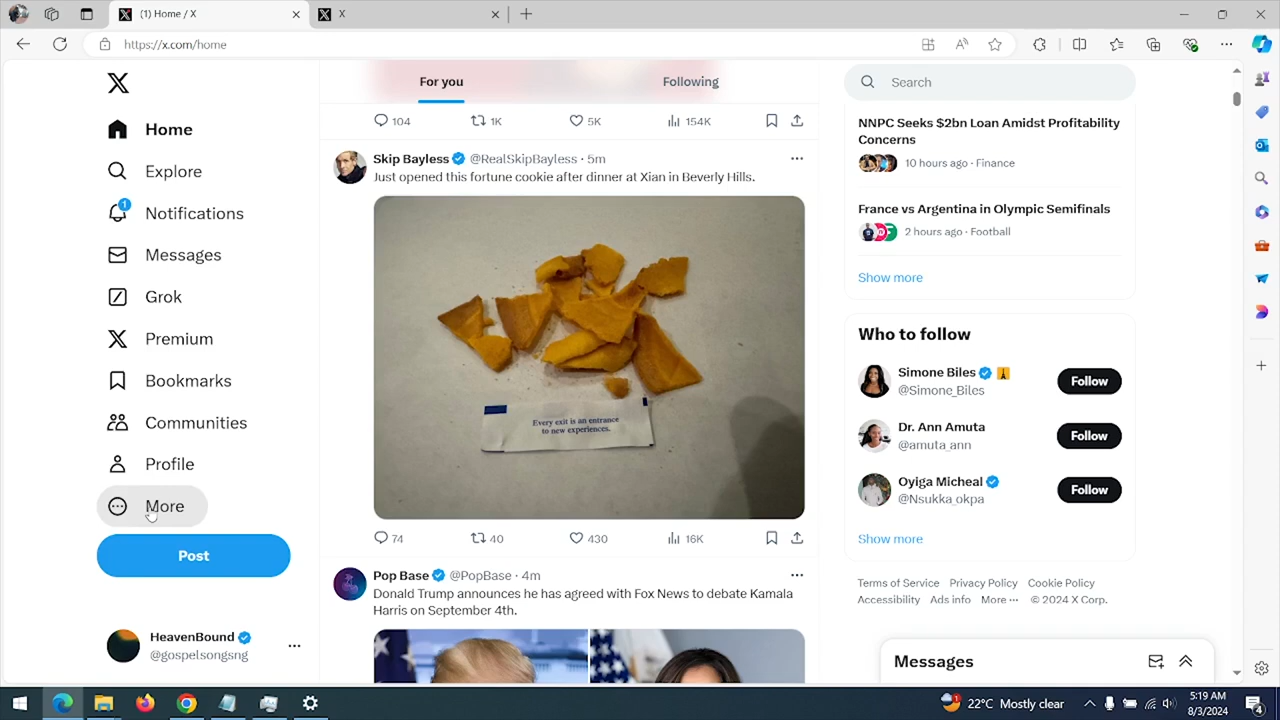 (1) Home / X
X
https://x.com/home
Home
Explore
1
Notifications
Messages
Grok
Premium
Bookmarks
Communities
Profile
More
Post
HeavenBound
@gospelsongsng
For you
Following
104
1K
5K
154K
Skip Bayless @RealSkipBayless · 5m
Just opened this fortune cookie after dinner at Xian in Beverly Hills.
Every exit is an entrance
to new experiences.
74
40
430
16K
Pop Base @PopBase · 4m
Donald Trump announces he has agreed with Fox News to debate Kamala
Harris on September 4th.
Search
NNPC Seeks $2bn Loan Amidst Profitability
Concerns
10 hours ago · Finance
France vs Argentina in Olympic Semifinals
2 hours ago · Football
Show more
Who to follow
Simone Biles
@Simone_Biles
Follow
Dr. Ann Amuta
@amuta_ann
Follow
Oyiga Micheal
@Nsukka_okpa
Follow
Show more
Terms of Service Privacy Policy Cookie Policy
Accessibility Ads info More ··· © 2024 X Corp.
Messages
1
22°C Mostly clear
5:19 AM
8/3/2024
4